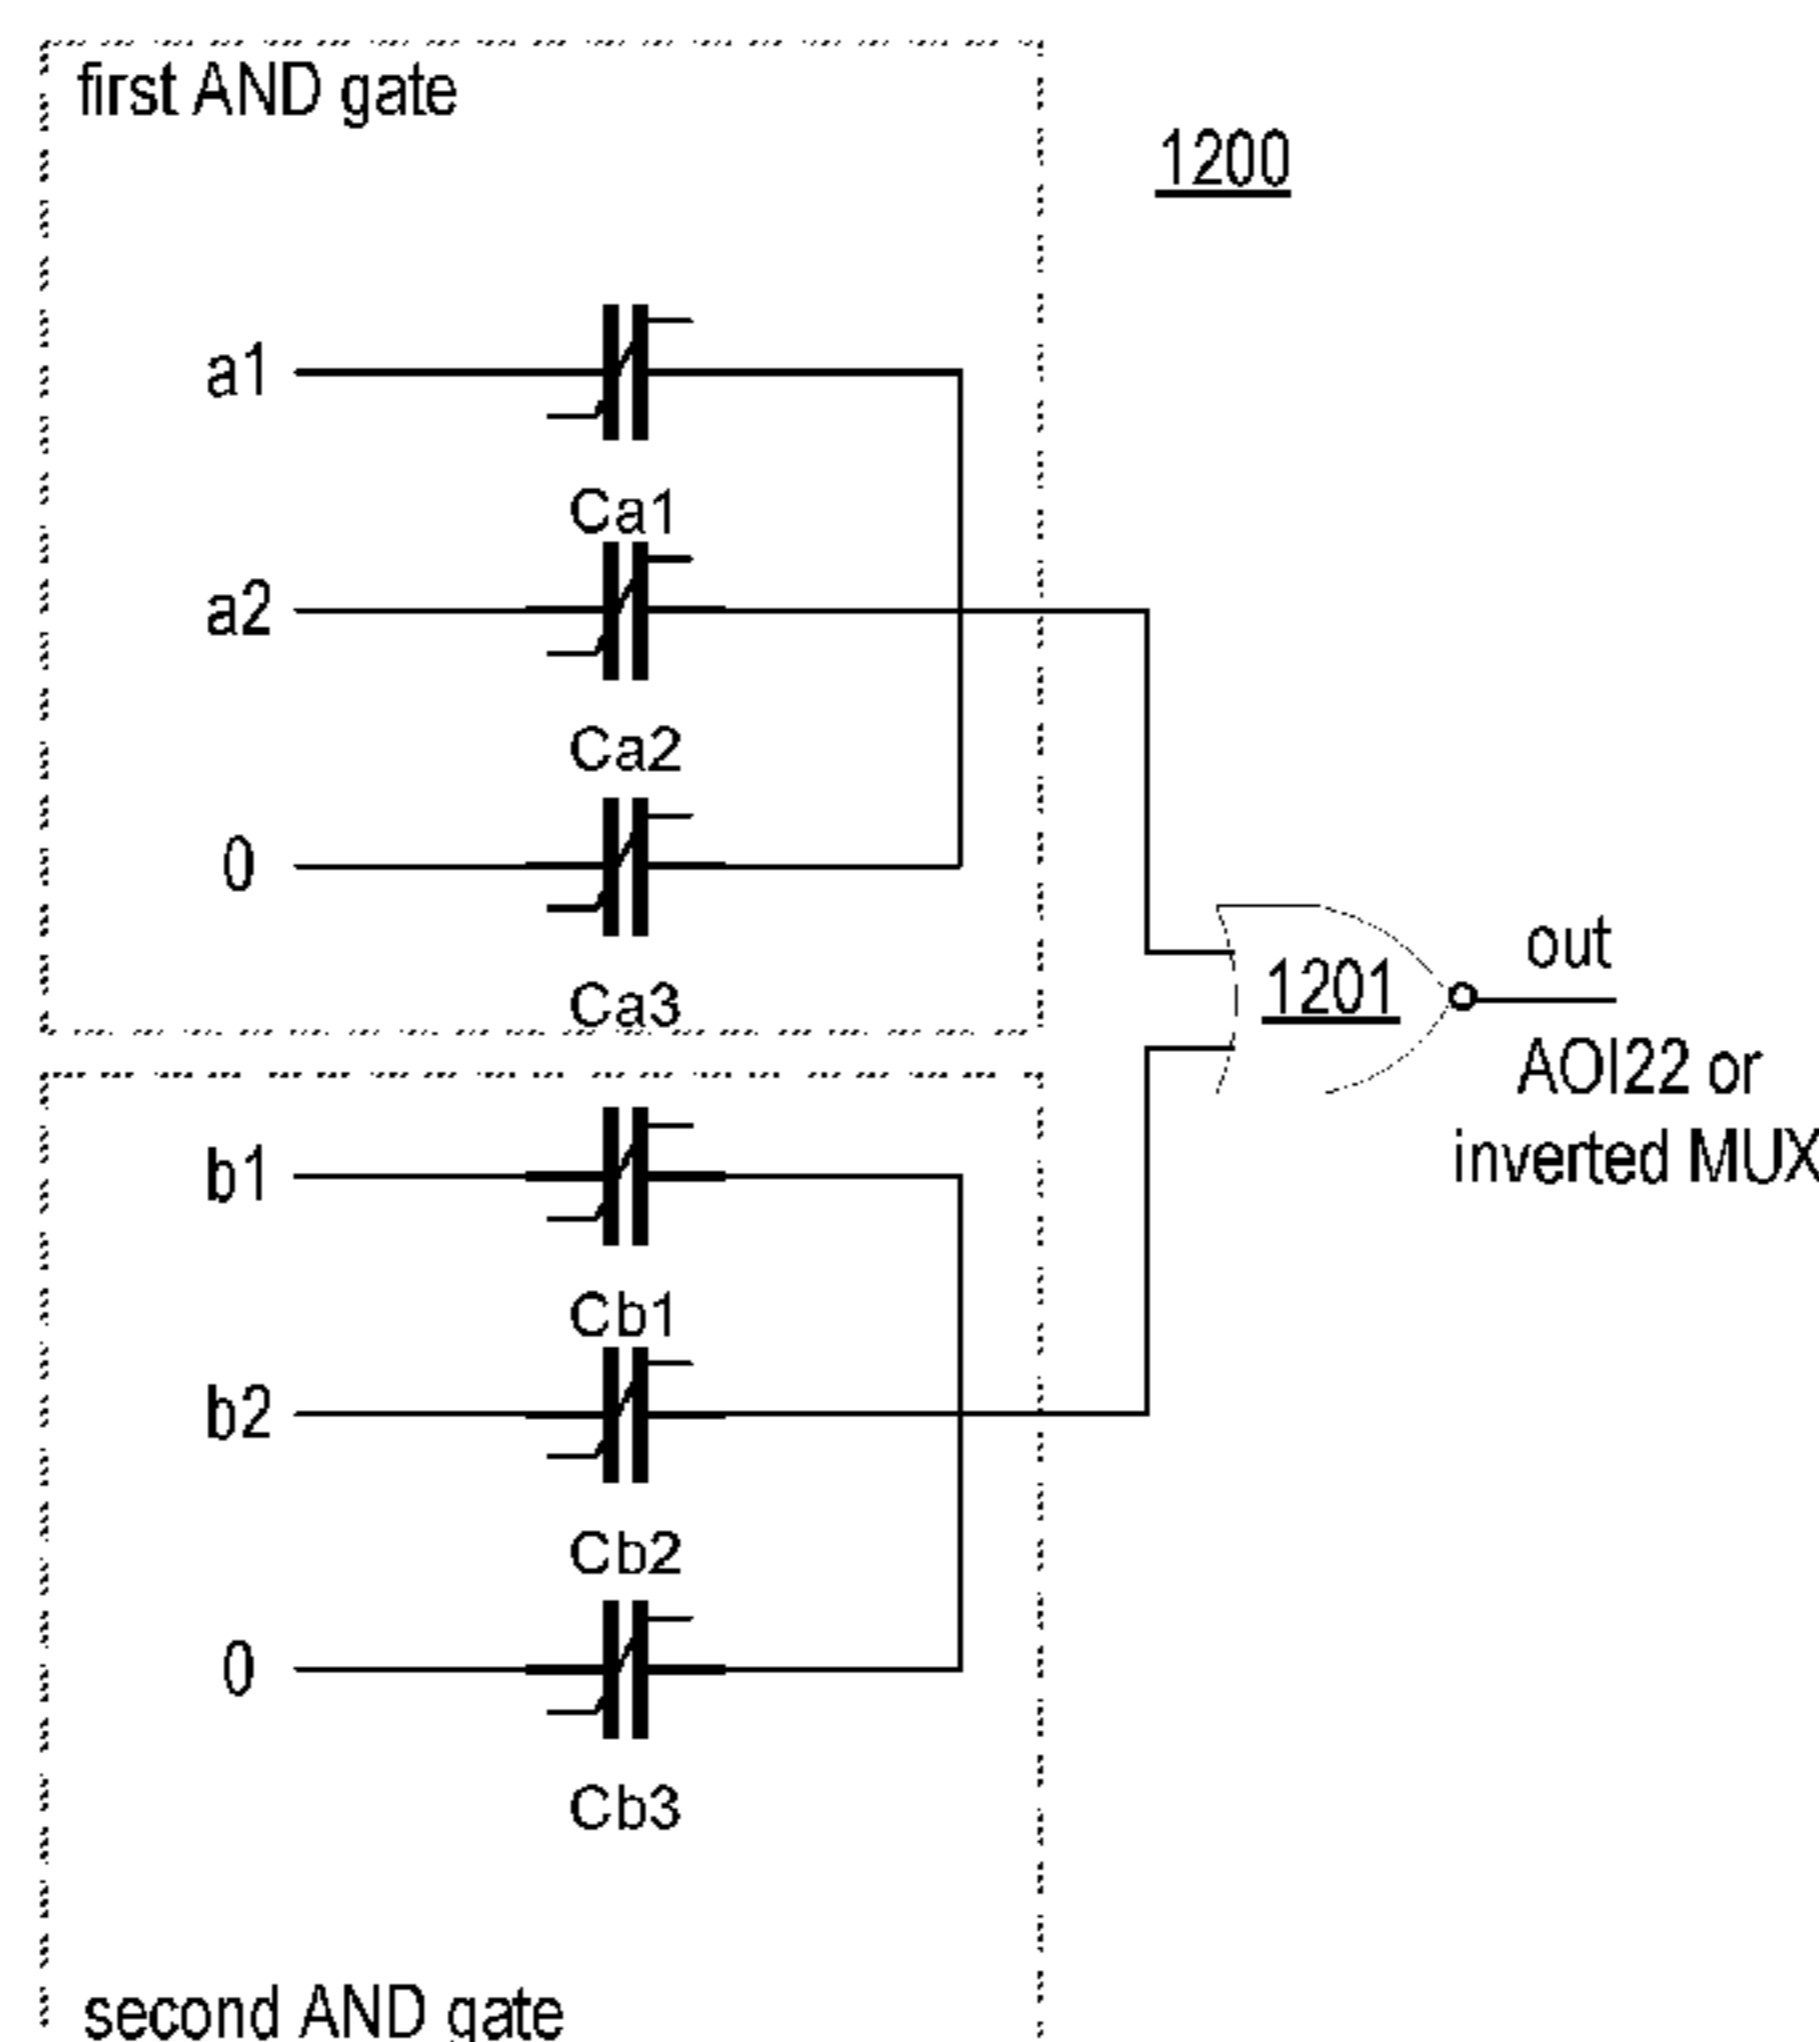 first AND gate
1200
a1
Ca1
a2
Ca2
0
Ca3
out
1201
AOI22 or
inverted MUX
b1
Cb1
b2
Cb2
0
Cb3
second AND gate